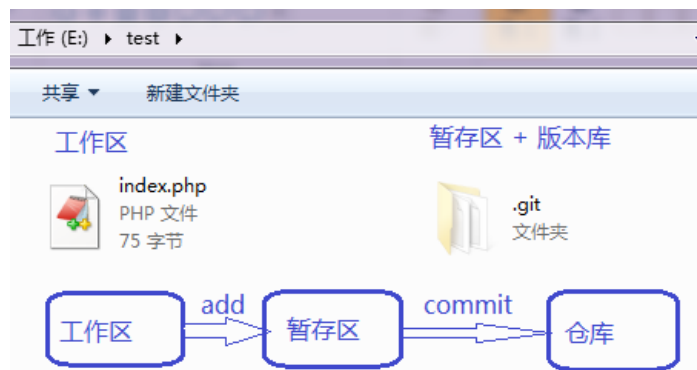 工作 (E:) ▸ test ▸
共享 ▼ 新建文件夹
工作区 暂存区 + 版本库
index.php
PHP 文件
75 字节
.git
文件夹
add commit
工作区 暂存区 仓库